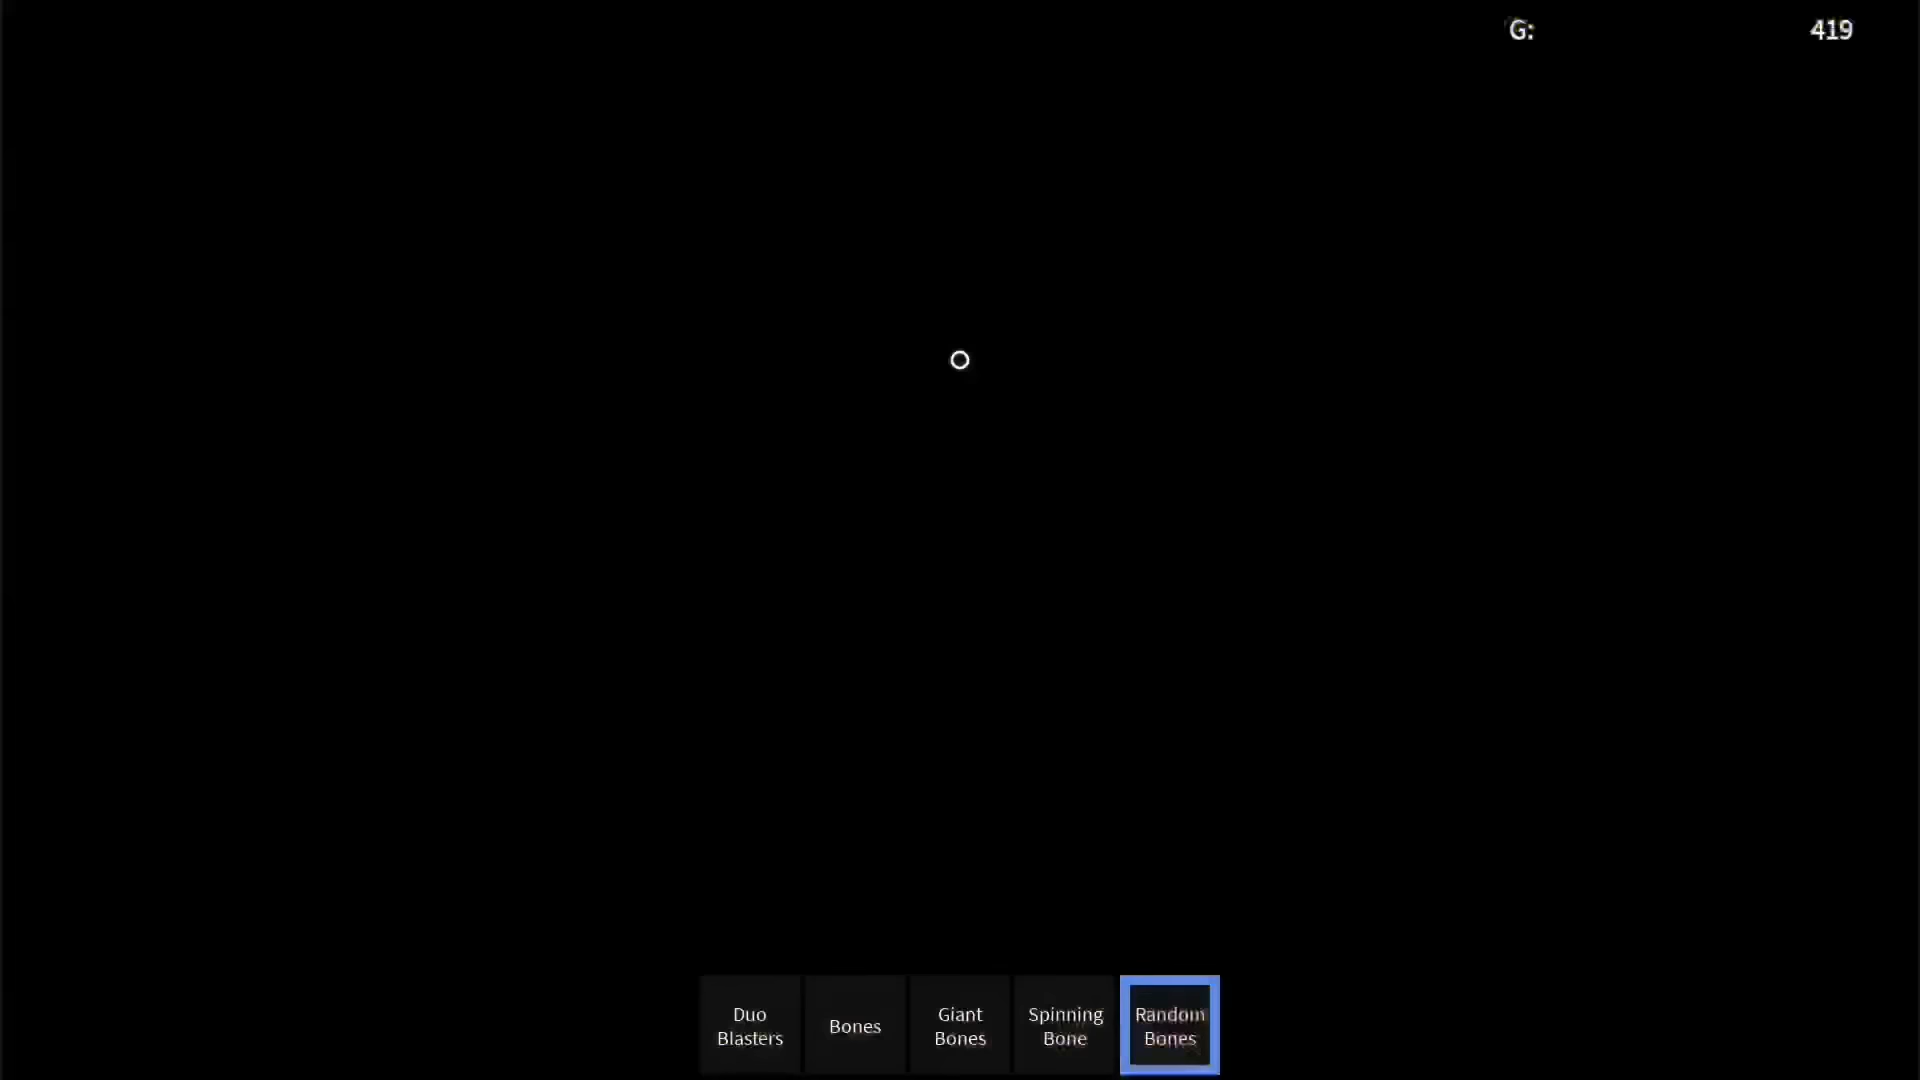 G: 419
Duo
Blasters
Bones
Giant
Bones
Spinning
Bone
Random
Bones